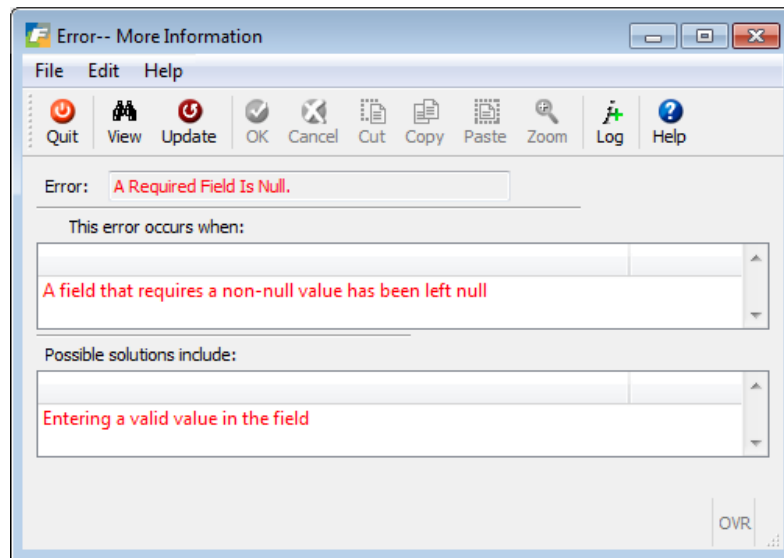 Error-- More Information
File Edit Help
Quit View Update OK Cancel Cut Copy Paste Zoom Log Help
Error: A Required Field Is Null.
This error occurs when:
A field that requires a non-null value has been left null
Possible solutions include:
Entering a valid value in the field
OVR